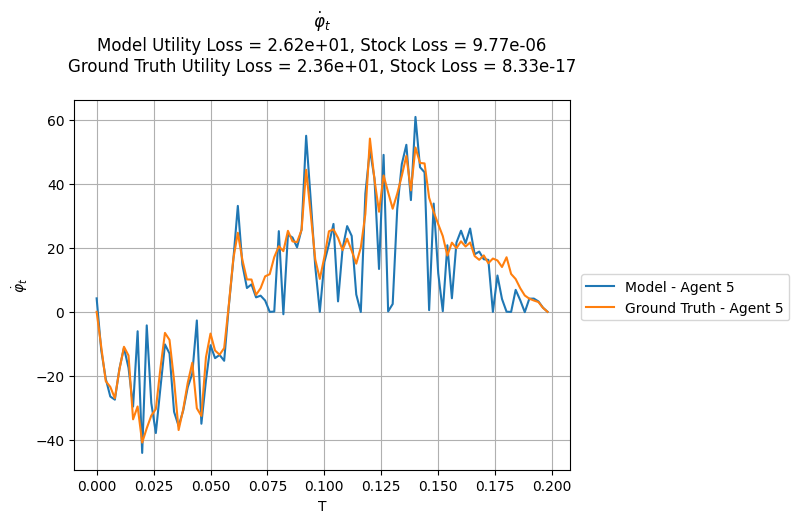 φ̇ₜ
Model Utility Loss = 2.62e+01, Stock Loss = 9.77e-06
Ground Truth Utility Loss = 2.36e+01, Stock Loss = 8.33e-17
60
40
20
0
−20
−40
φ̇ₜ
0.000 0.025 0.050 0.075 0.100 0.125 0.150 0.175 0.200
T
Model - Agent 5
Ground Truth - Agent 5